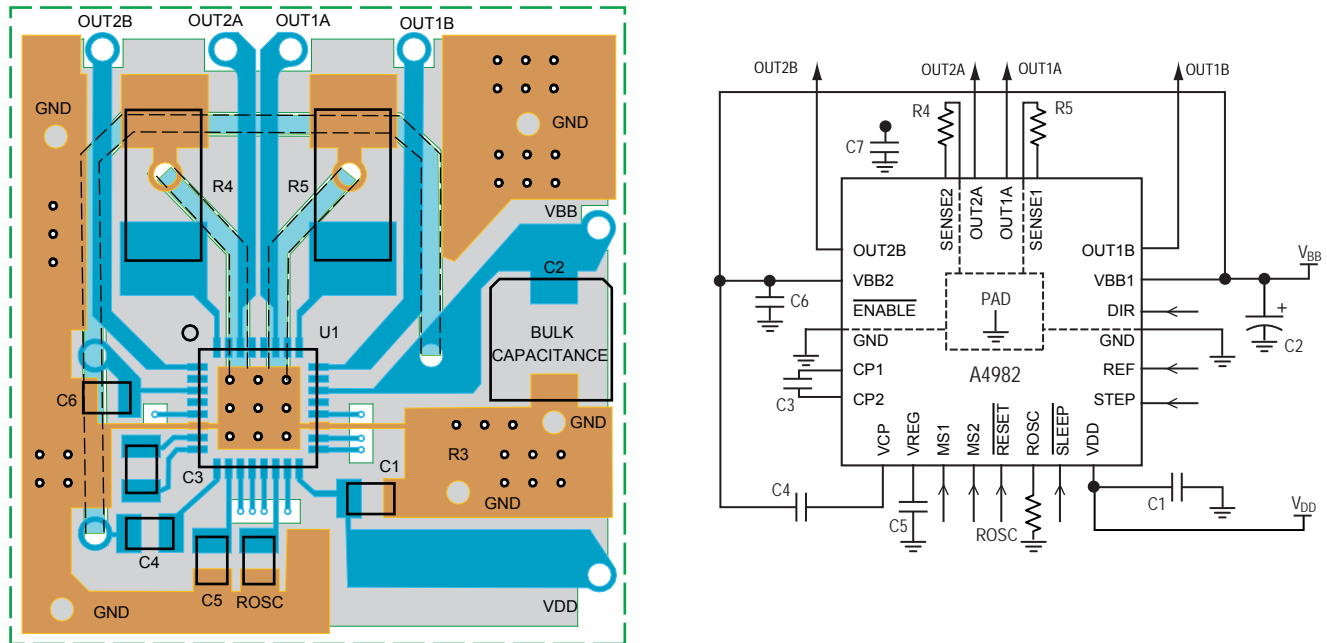 OUT2B
OUT2A
OUT1A
OUT1B
GND
GND
R4
R5
VBB
C2
U1
BULK
CAPACITANCE
C6
GND
C3
R3
C1
GND
C4
C5
ROSC
GND
VDD
OUT2B
OUT2A
OUT1A
OUT1B
R4
R5
C7
SENSE2
OUT2A
OUT1A
SENSE1
OUT2B
OUT1B
VBB2
VBB1
VBB
C6
ENABLE
PAD
DIR
+
GND
GND
C2
CP1
A4982
REF
CP2
STEP
C3
VCP
VREG
MS1
MS2
RESET
ROSC
SLEEP
VDD
C4
C5
ROSC
C1
VDD